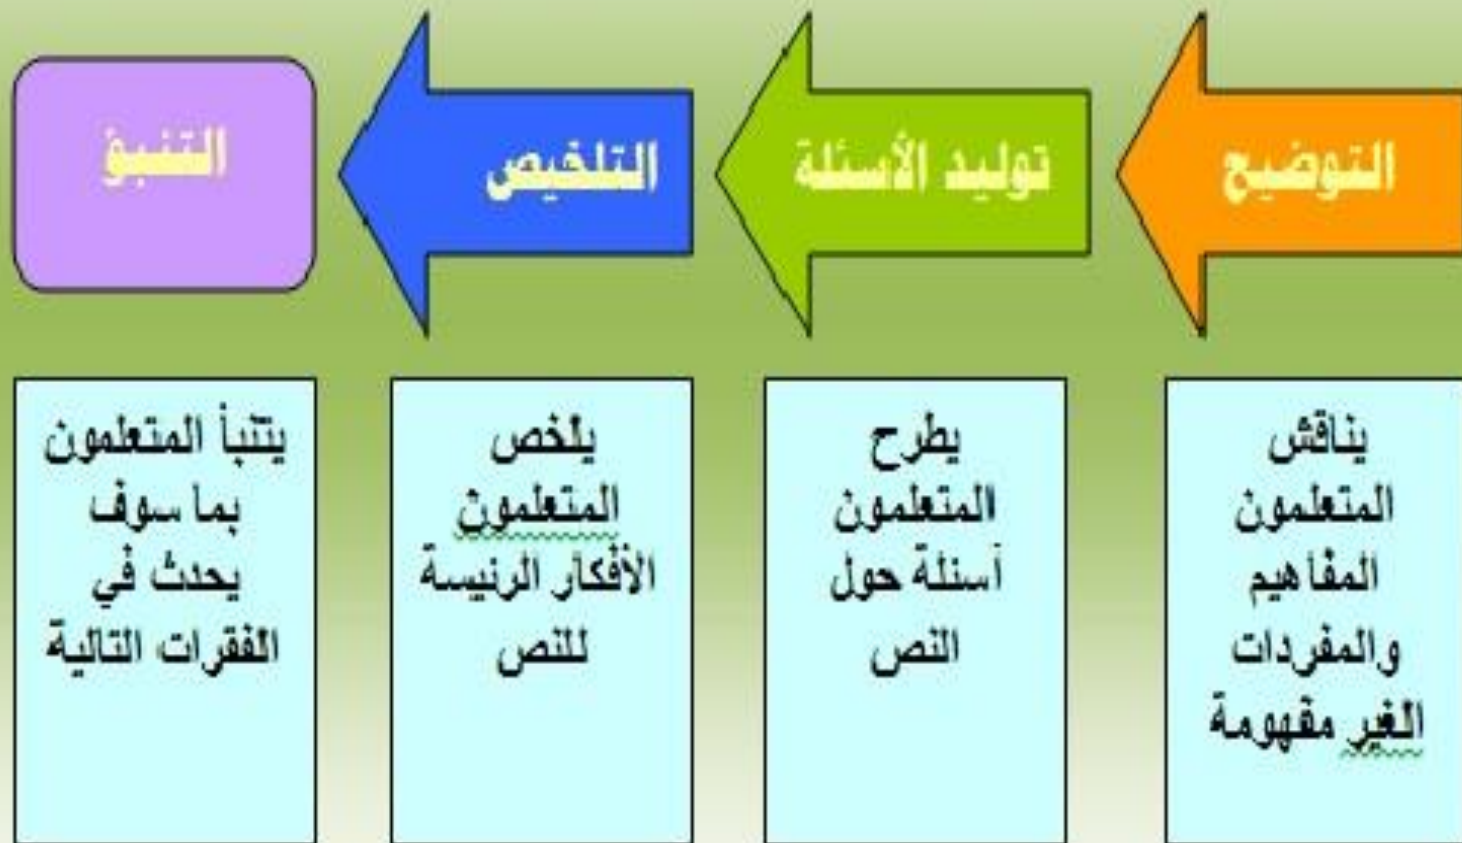 التوضيح
توليد الأسئلة
التلخيص
التنبؤ
يناقش
المتعلمون
المفاهيم
والمفردات
الغير مفهومة
يطرح
المتعلمون
أسئلة حول
النص
يلخص
المتعلمون
الأفكار الرئيسة
للنص
يتنبأ المتعلمون
بما سوف
يحدث في
الفقرات التالية